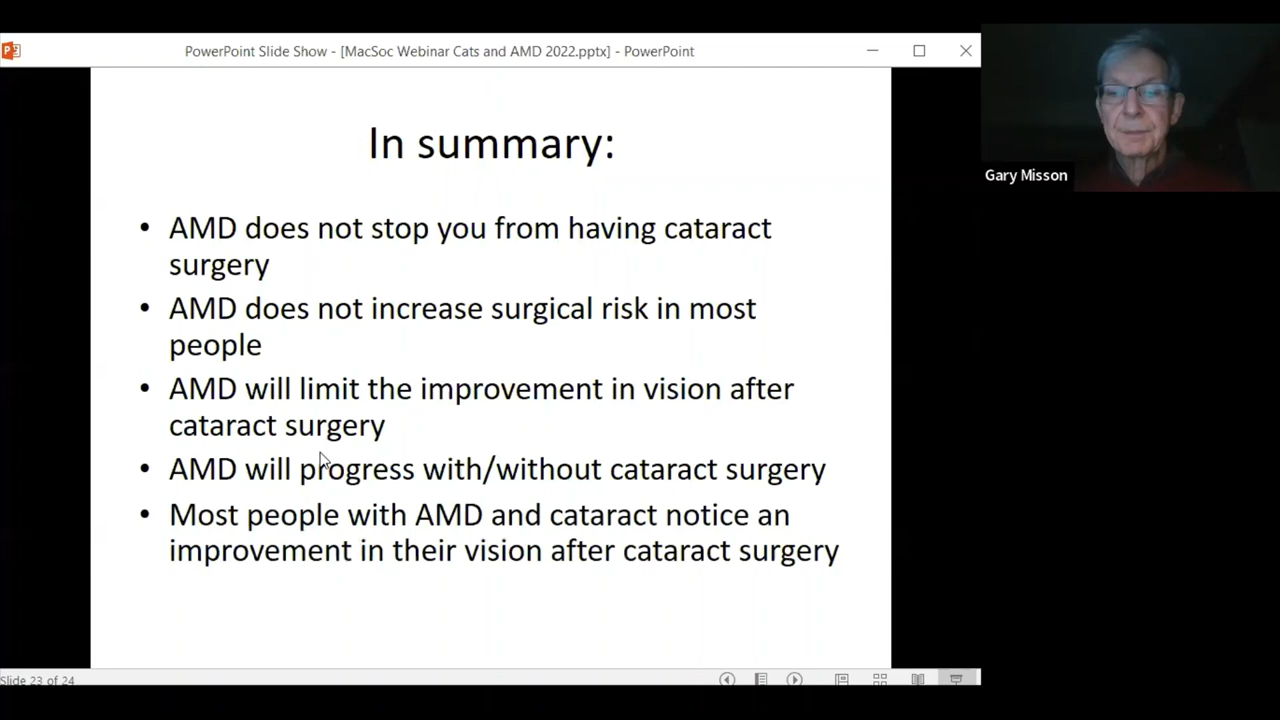 PowerPoint Slide Show - [MacSoc Webinar Cats and AMD 2022.pptx] - PowerPoint
Gary Misson
In summary:
• AMD does not stop you from having cataract
surgery
• AMD does not increase surgical risk in most
people
• AMD will limit the improvement in vision after
cataract surgery
• AMD will progress with/without cataract surgery
• Most people with AMD and cataract notice an
improvement in their vision after cataract surgery
Slide 23 of 24